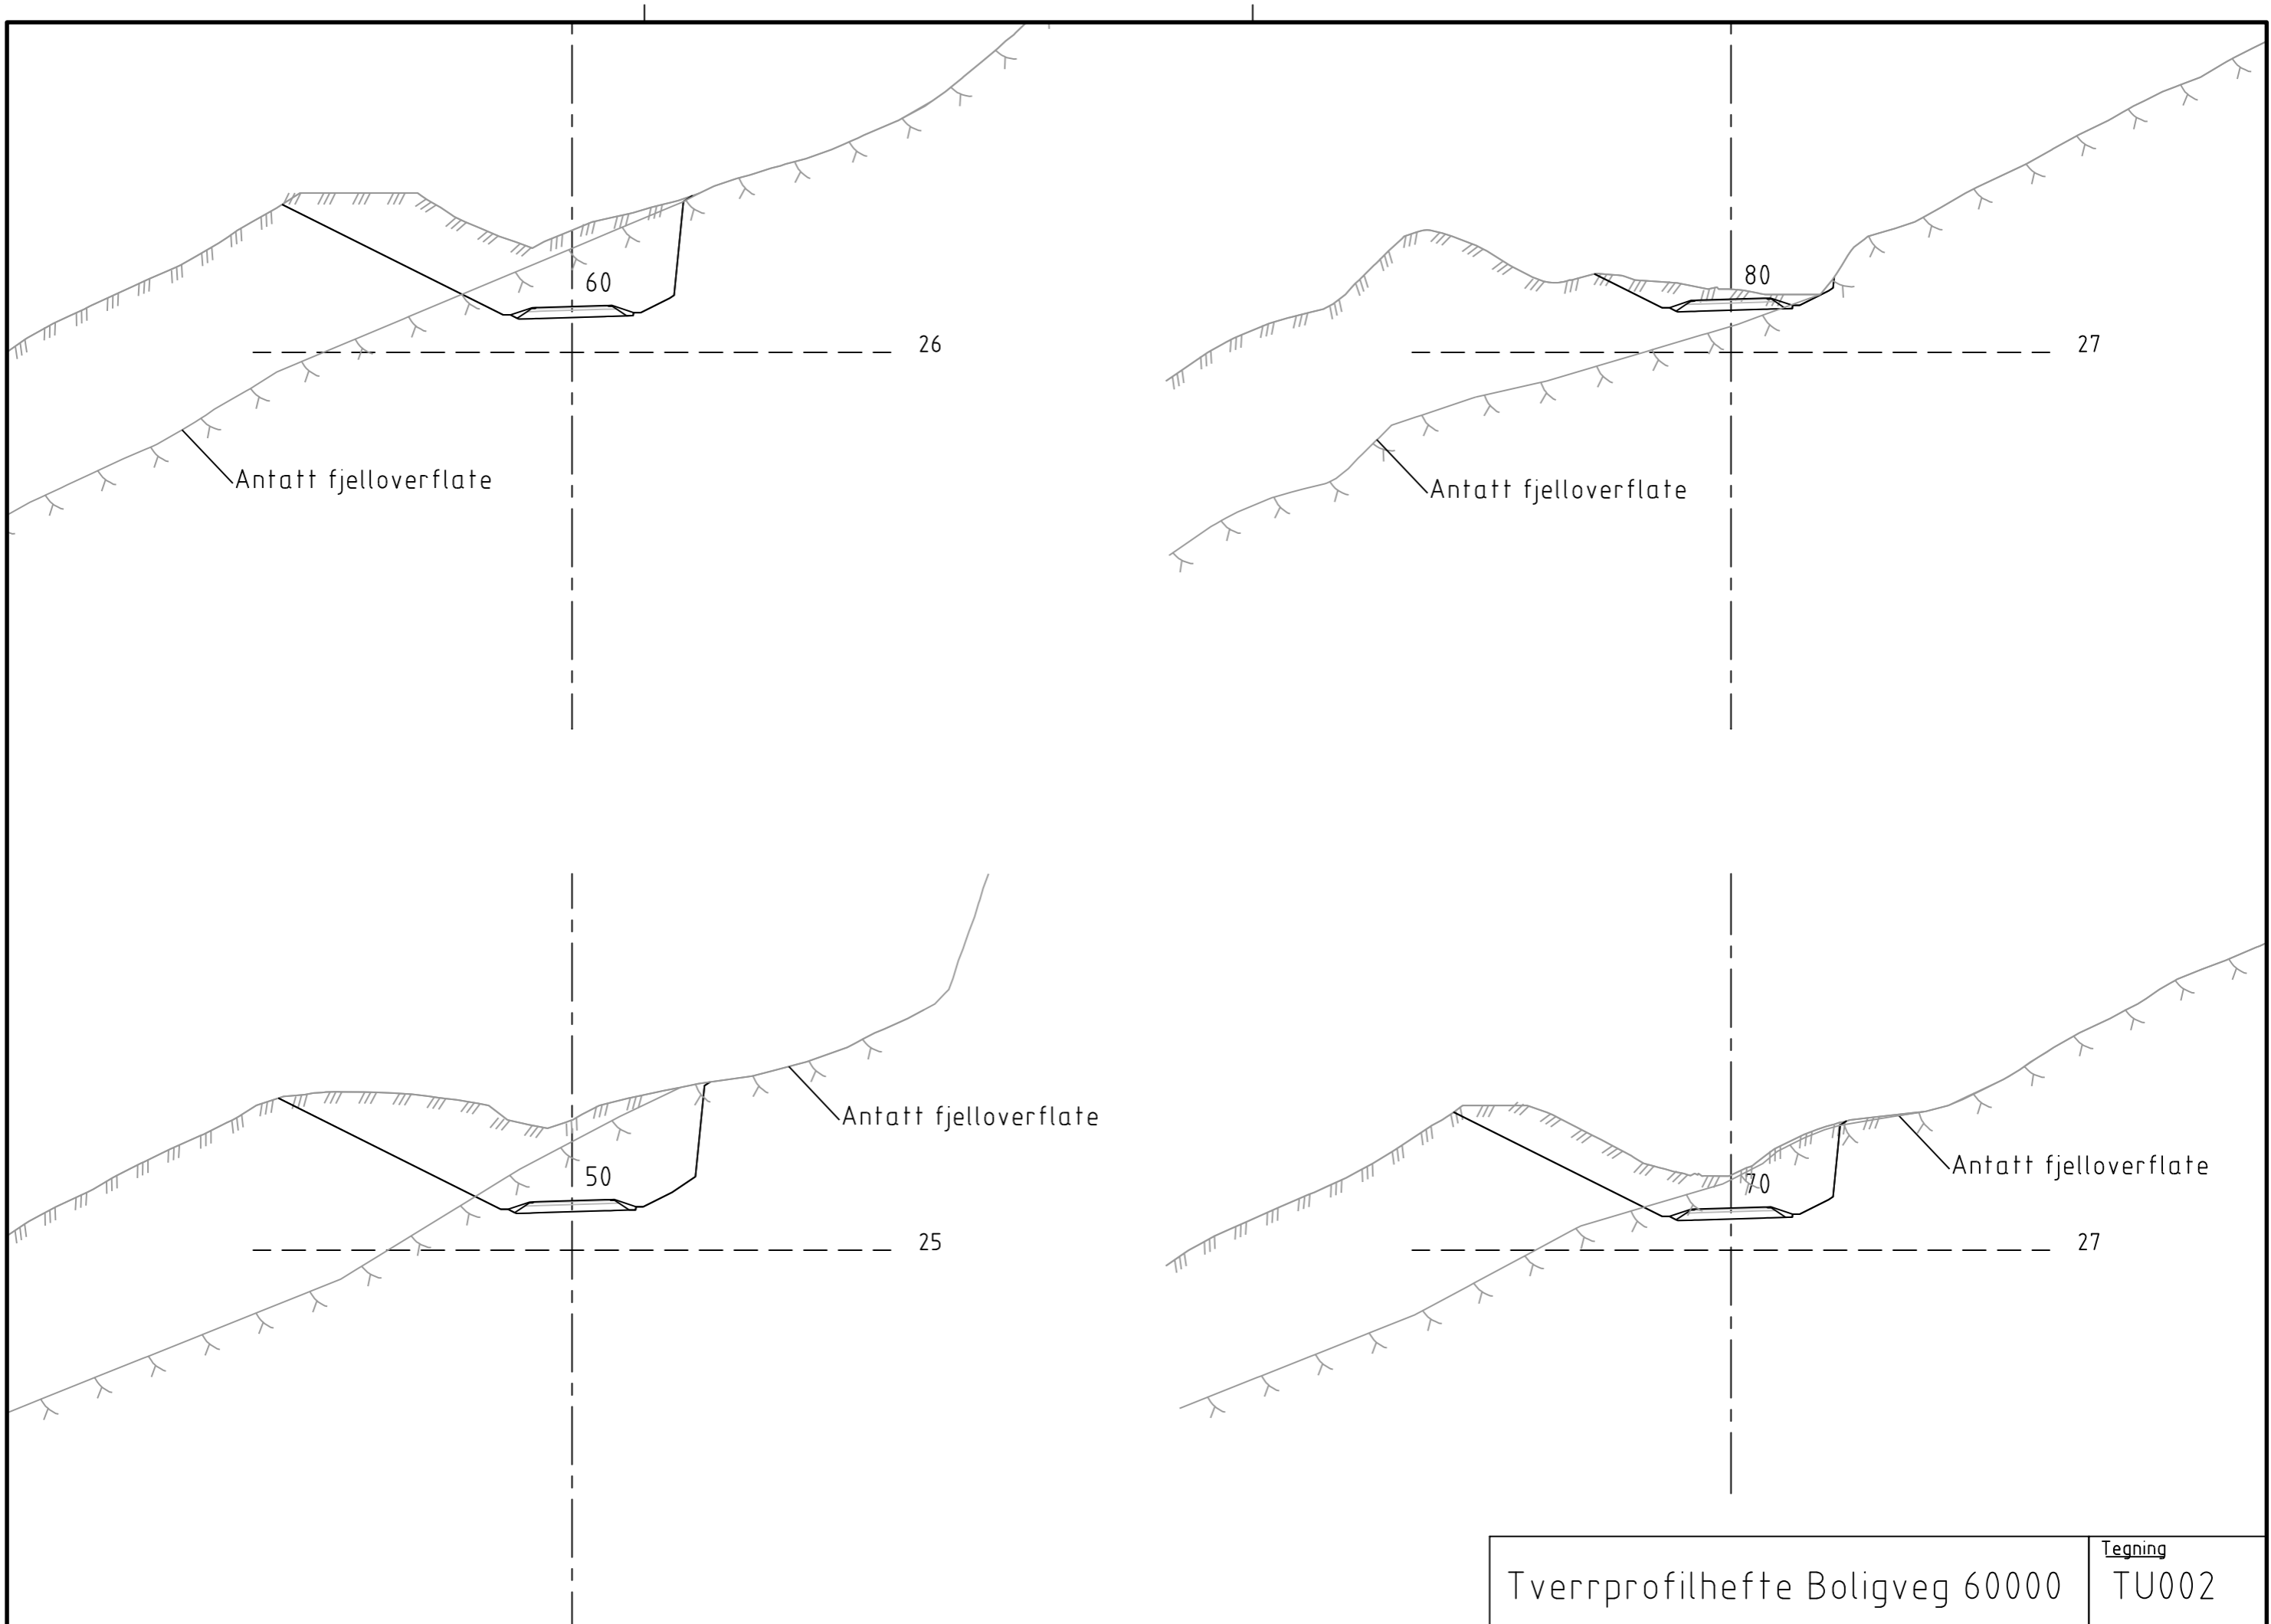 60
26
Antatt fjelloverflate
80
27
Antatt fjelloverflate
50
25
Antatt fjelloverflate
70
27
Antatt fjelloverflate
Tverrprofilhefte Boligveg 60000
Tegning
TU002